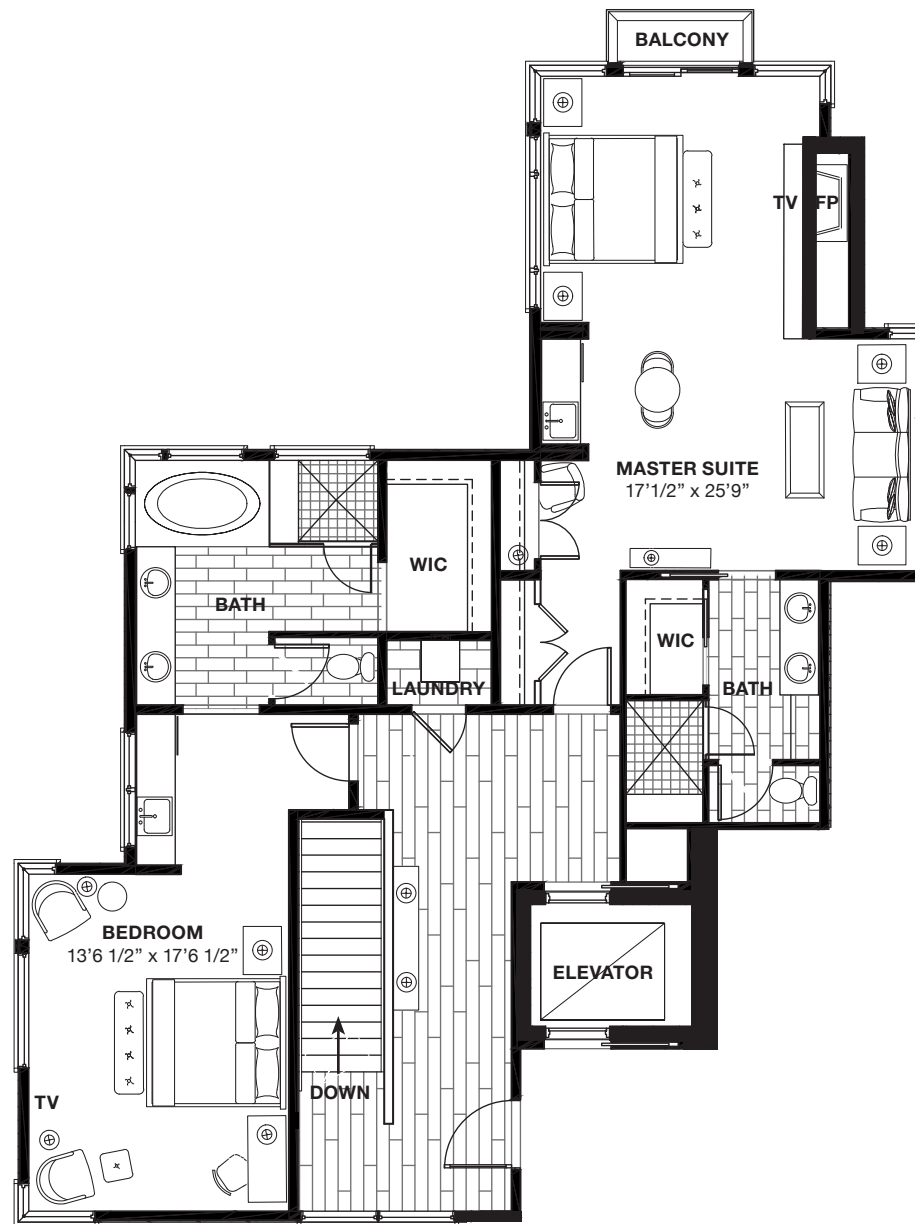 BALCONY
TV
FP
MASTER SUITE
17'1/2” x 25'9”
WIC
BATH
WIC
LAUNDRY
BATH
BEDROOM
13'6 1/2” x 17'6 1/2”
ELEVATOR
DOWN
TV